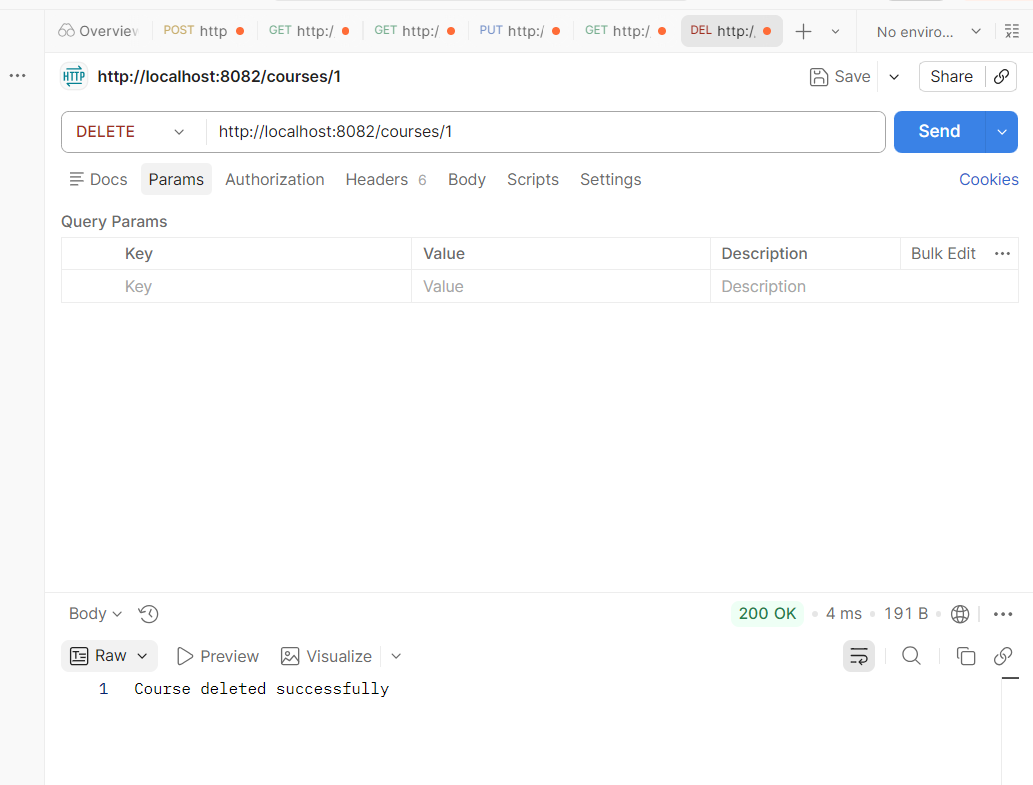 Overview POST http GET http:/ GET http:/ PUT http:/ GET http:/ DEL http:/ No enviro...
HTTP http://localhost:8082/courses/1 Save Share
DELETE http://localhost:8082/courses/1 Send
Docs Params Authorization Headers 6 Body Scripts Settings Cookies
Query Params
Key Value Description Bulk Edit
Key Value Description
Body 200 OK 4 ms 191 B
Raw Preview Visualize
1 Course deleted successfully